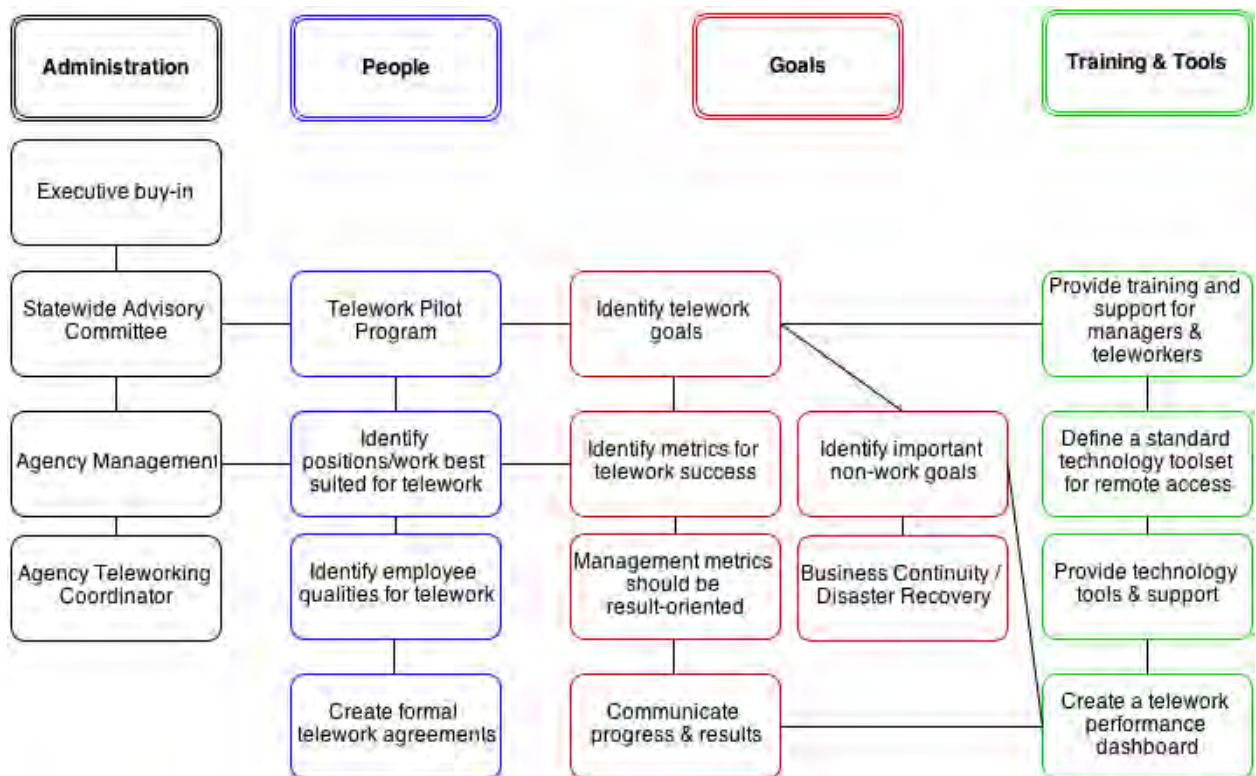 Administration
People
Goals
Training & Tools
Executive buy-in
Statewide Advisory
Committee
Telework Pilot
Program
Identify telework
goals
Provide training and
support for
managers &
teleworkers
Agency Management
Identify
positions/work best
suited for telework
Identify metrics for
telework success
Identify important
non-work goals
Define a standard
technology toolset
for remote access
Agency Teleworking
Coordinator
Identify employee
qualities for telework
Management metrics
should be
result-oriented
Business Continuity /
Disaster Recovery
Provide technology
tools & support
Create formal
telework agreements
Communicate
progress & results
Create a telework
performance
dashboard